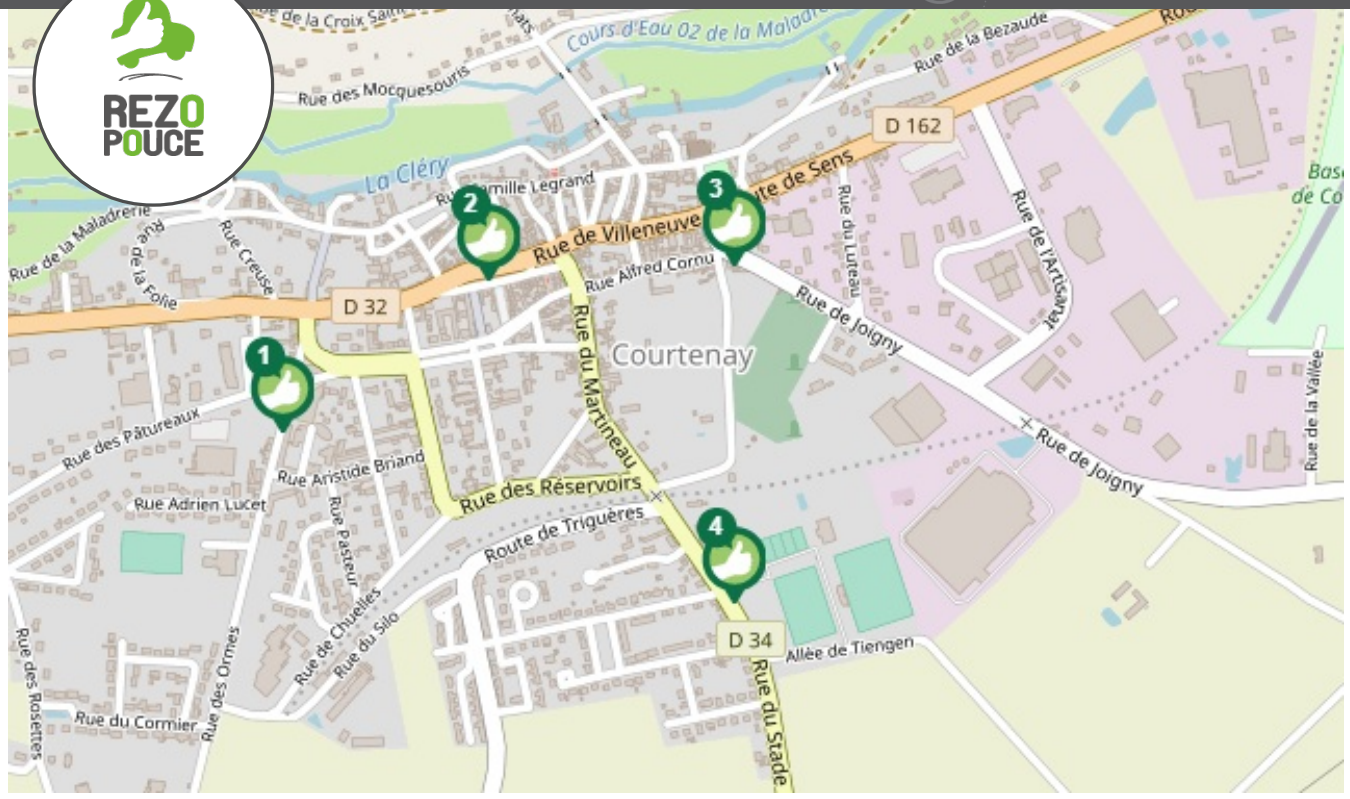 de la Croix
Cours d'Eau 02 de la Maladre
Rue de la Bezaude
Rou
Rue des Mocquesouris
REZO
POUCE
D 162
La Cléry
Rue Camille Legrand
Route de Sens
Base
de Co
Rue de la Maladrerie
Rue de la Folie
Rue Creuse
2
3
Rue de Villeneuve
Rue du Luteau
Rue de l'Artisanat
Rue Alfred Cornu
D 32
Rue de Joigny
Rue du Martineau
Courtenay
1
Rue de la Vallée
Rue des Pâtureaux
Rue de Joigny
Rue Aristide Briand
Rue des Réservoirs
Rue Adrien Lucet
Rue Pasteur
Route de Triguères
4
Rue de Chuelles
Rue du Silo
D 34
Allée de Tiengen
Rue des Rosettes
Rue des Ormes
Rue du Cormier
Rue du Stade